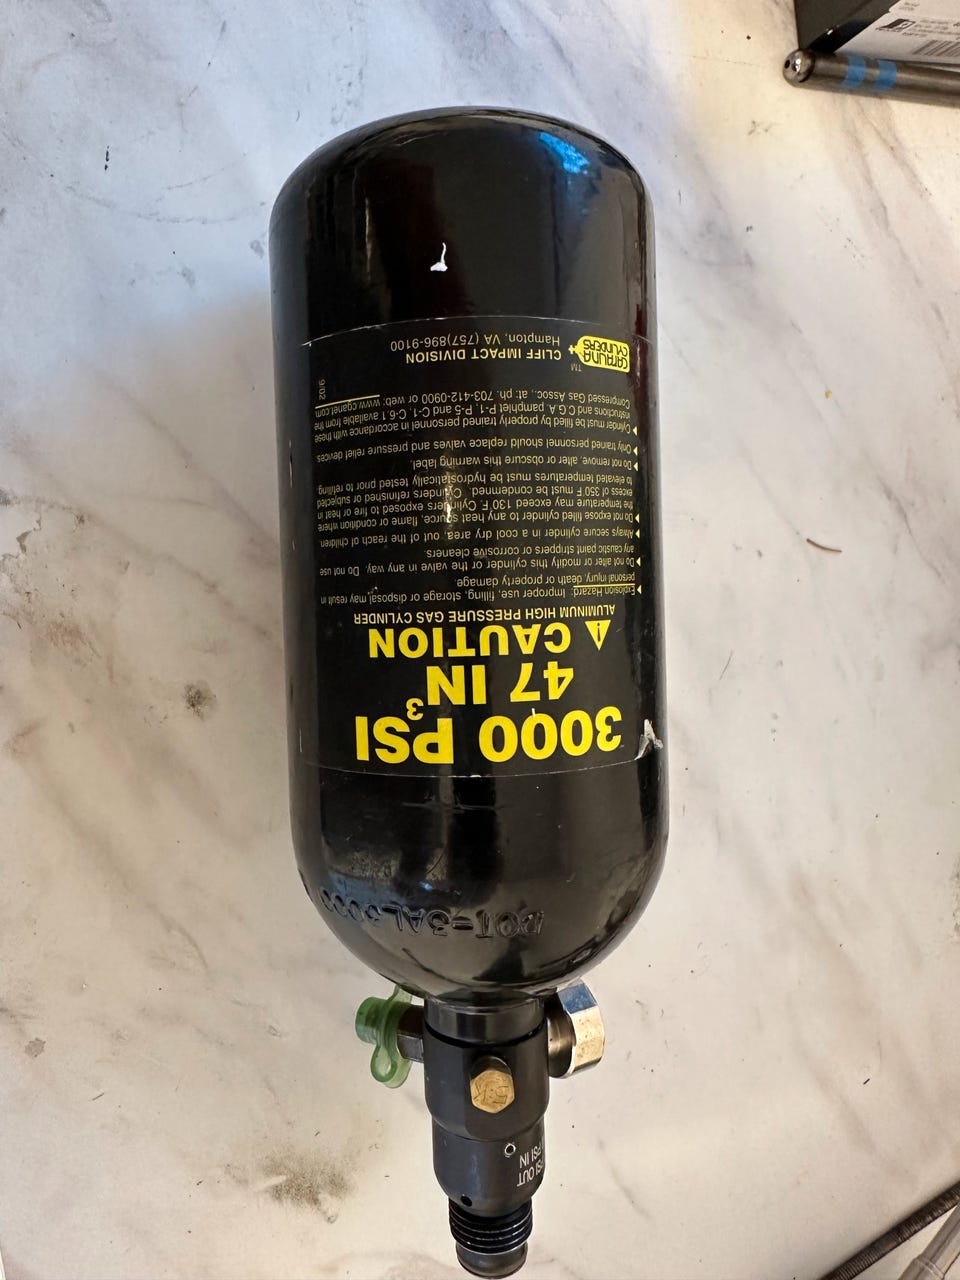 3000 PSI
47 IN³
⚠ CAUTION
ALUMINUM HIGH PRESSURE GAS CYLINDER
Explosion Hazard: Improper use, filling, storage, or disposal may result in
personal injury, death or property damage.
Do not alter or modify this cylinder or the valve in any way. Do not use
any caustic paint strippers or corrosive cleaners.
Always secure cylinder in a cool dry area, out of the reach of children.
Do not expose filled cylinder to any heat source, flame or condition where
the temperature may exceed 130°F. Cylinders exposed to fire or heat in
excess of 350°F must be condemned. Cylinders refinished or subjected
to elevated temperatures must be hydrostatically tested prior to refilling.
Do not remove, alter or obscure this warning label.
Only trained personnel should replace valves and pressure relief devices.
Cylinder must be filled by properly trained personnel in accordance with these
instructions and C.G.A. pamphlet P-1, P-5 and C-1, C-6.1 available from the
Compressed Gas Assoc., at: ph. 703-412-0900 or web: www.cganet.com.
9/02
CATALINA
CYLINDERS
TM
CLIFF IMPACT DIVISION
Hampton, VA (757)896-9100
DOT-3AL3000
5K
PSI OUT
PSI IN